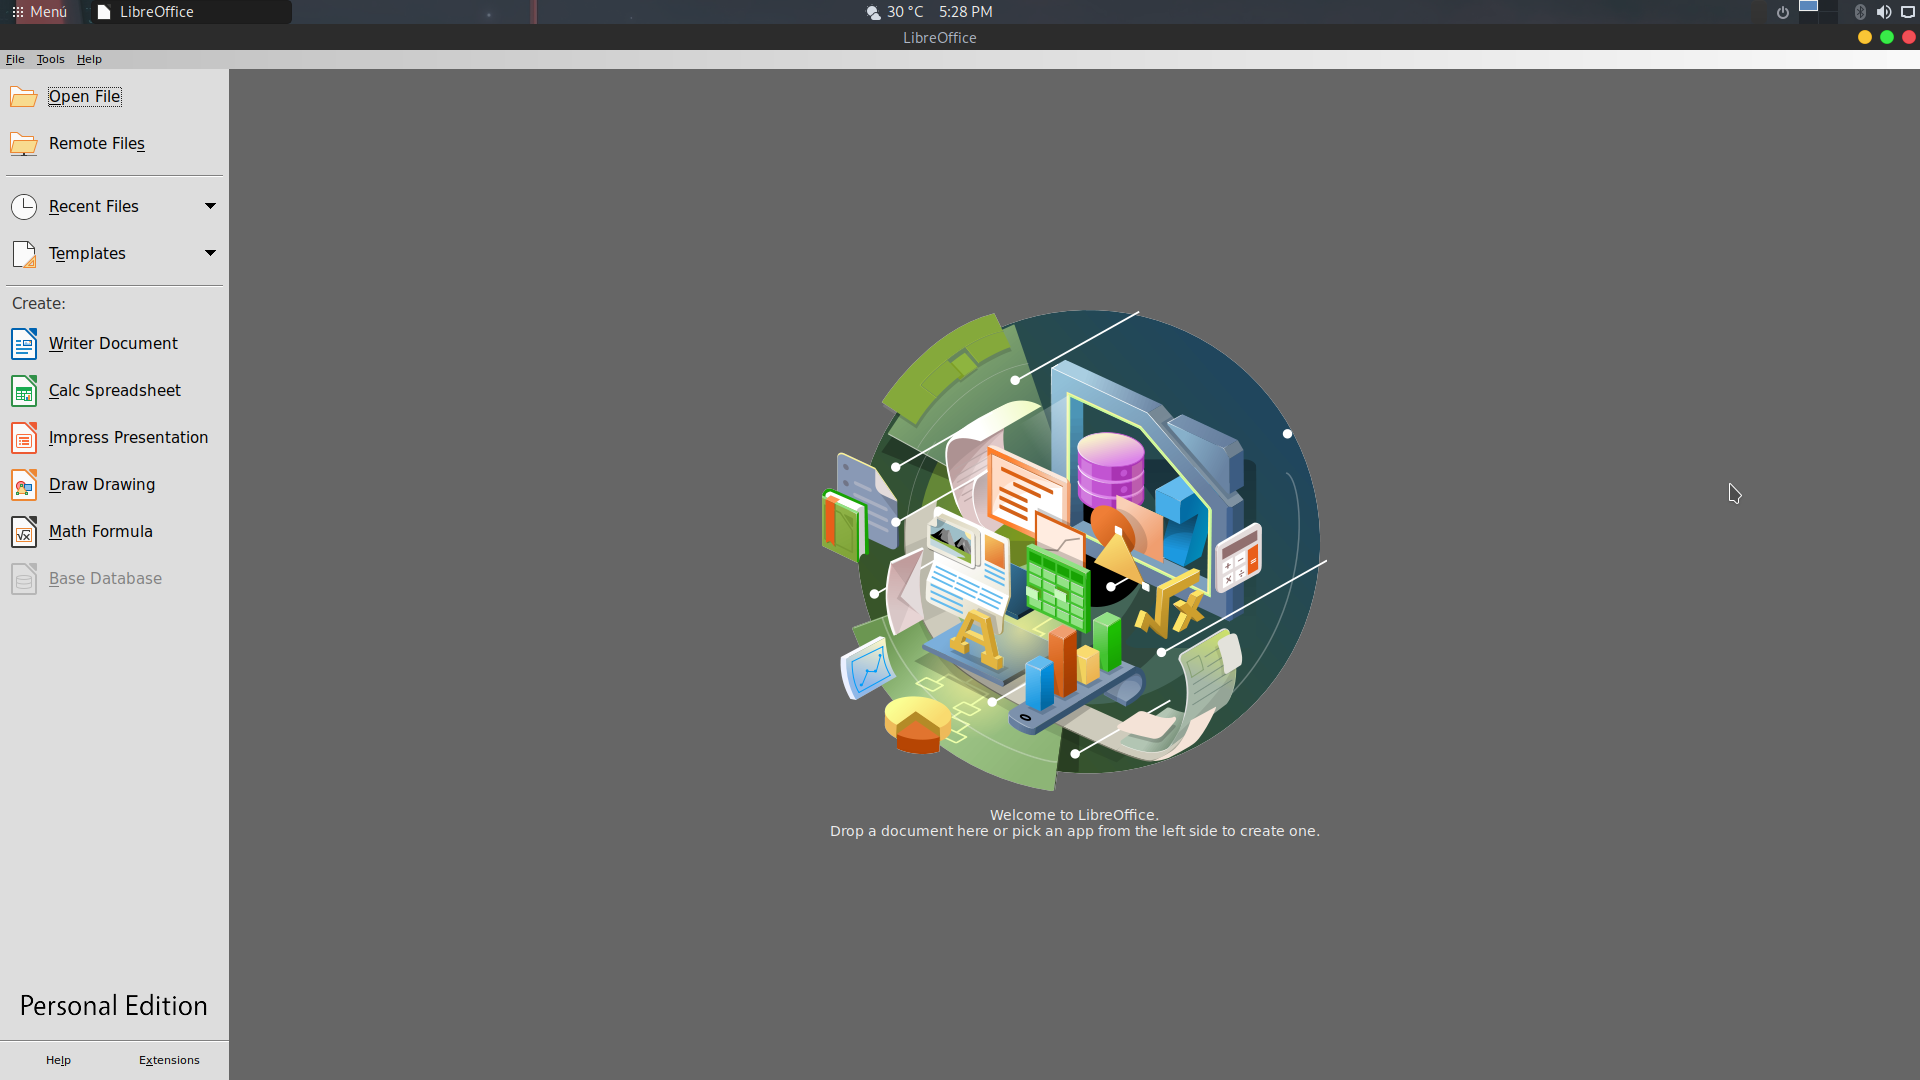 Menú
LibreOffice
30 °C
5:28 PM
LibreOffice
File
Tools
Help
Open File
Remote Files
Recent Files
Templates
Create:
Writer Document
Calc Spreadsheet
Impress Presentation
Draw Drawing
Math Formula
Base Database
Welcome to LibreOffice.
Drop a document here or pick an app from the left side to create one.
Personal Edition
Help
Extensions